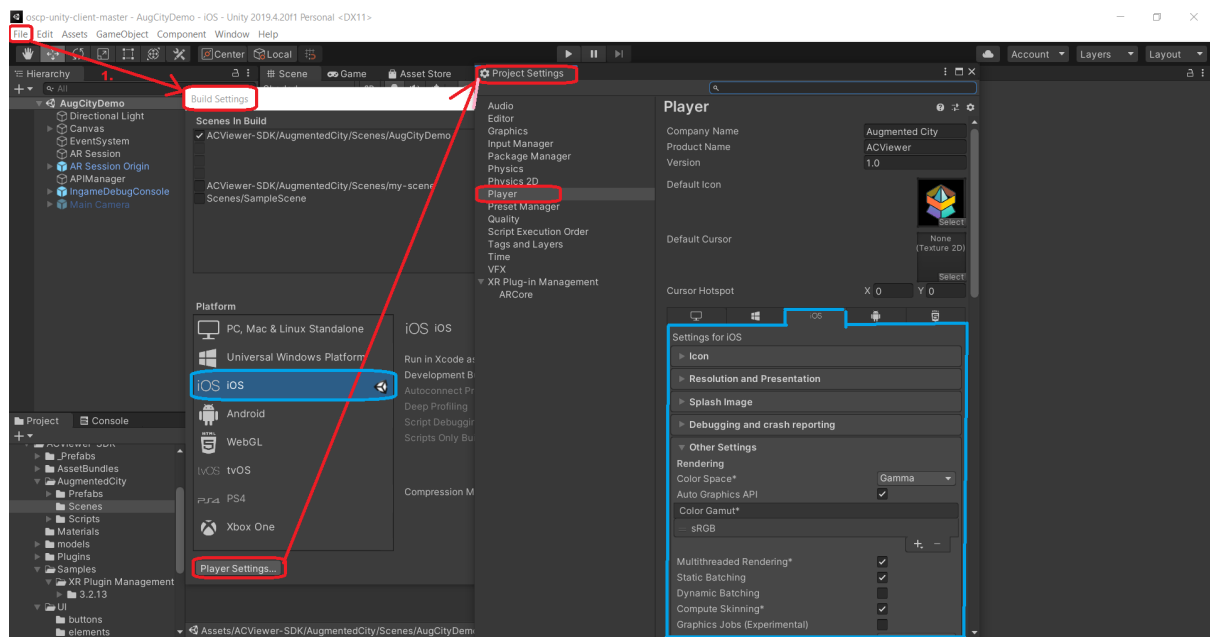 oscp-unity-client-master - AugCityDemo - iOS - Unity 2019.4.20f1 Personal <DX11>
File Edit Assets GameObject Component Window Help
Center Local
Account Layers Layout
Hierarchy
1.
# Scene Game Asset Store
All
AugCityDemo
Directional Light
Canvas
EventSystem
AR Session
AR Session Origin
APIManager
IngameDebugConsole
Main Camera
Build Settings
Scenes In Build
ACViewer-SDK/AugmentedCity/Scenes/AugCityDemo
ACViewer-SDK/AugmentedCity/Scenes/my-scene
Scenes/SampleScene
Platform
PC, Mac & Linux Standalone
Universal Windows Platform
iOS iOS
Android
WebGL
tvOS tvOS
PS4 PS4
Xbox One
Player Settings...
iOS iOS
Run in Xcode as
Development B
Autoconnect Pr
Deep Profiling
Script Debuggin
Scripts Only Bu
Compression M
Project Settings
Audio
Editor
Graphics
Input Manager
Package Manager
Physics
Physics 2D
Player
Preset Manager
Quality
Script Execution Order
Tags and Layers
Time
VFX
XR Plug-in Management
ARCore
Player
Company Name Augmented City
Product Name ACViewer
Version 1.0
Default Icon
Select
Default Cursor
None
(Texture 2D)
Select
Cursor Hotspot X 0 Y 0
iOS
Settings for iOS
Icon
Resolution and Presentation
Splash Image
Debugging and crash reporting
Other Settings
Rendering
Color Space* Gamma
Auto Graphics API
Color Gamut*
sRGB
Multithreaded Rendering*
Static Batching
Dynamic Batching
Compute Skinning*
Graphics Jobs (Experimental)
Project Console
_Prefabs
AssetBundles
AugmentedCity
Prefabs
Scenes
Scripts
Materials
models
Plugins
Samples
XR Plugin Management
3.2.13
UI
buttons
elements
Assets/ACViewer-SDK/AugmentedCity/Scenes/AugCityDem